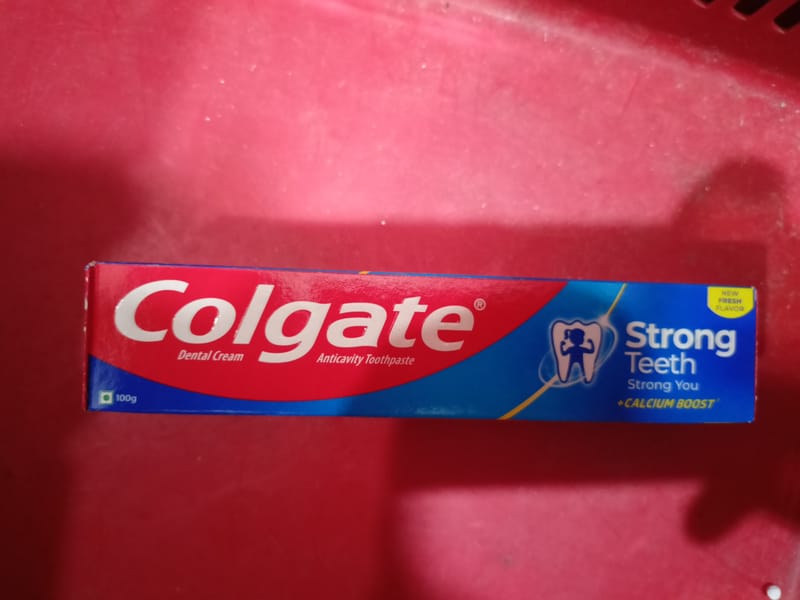 Colgate®
Dental Cream
Anticavity Toothpaste
100g
NEW
FRESH
FLAVOR
Strong
Teeth
Strong You
+CALCIUM BOOST